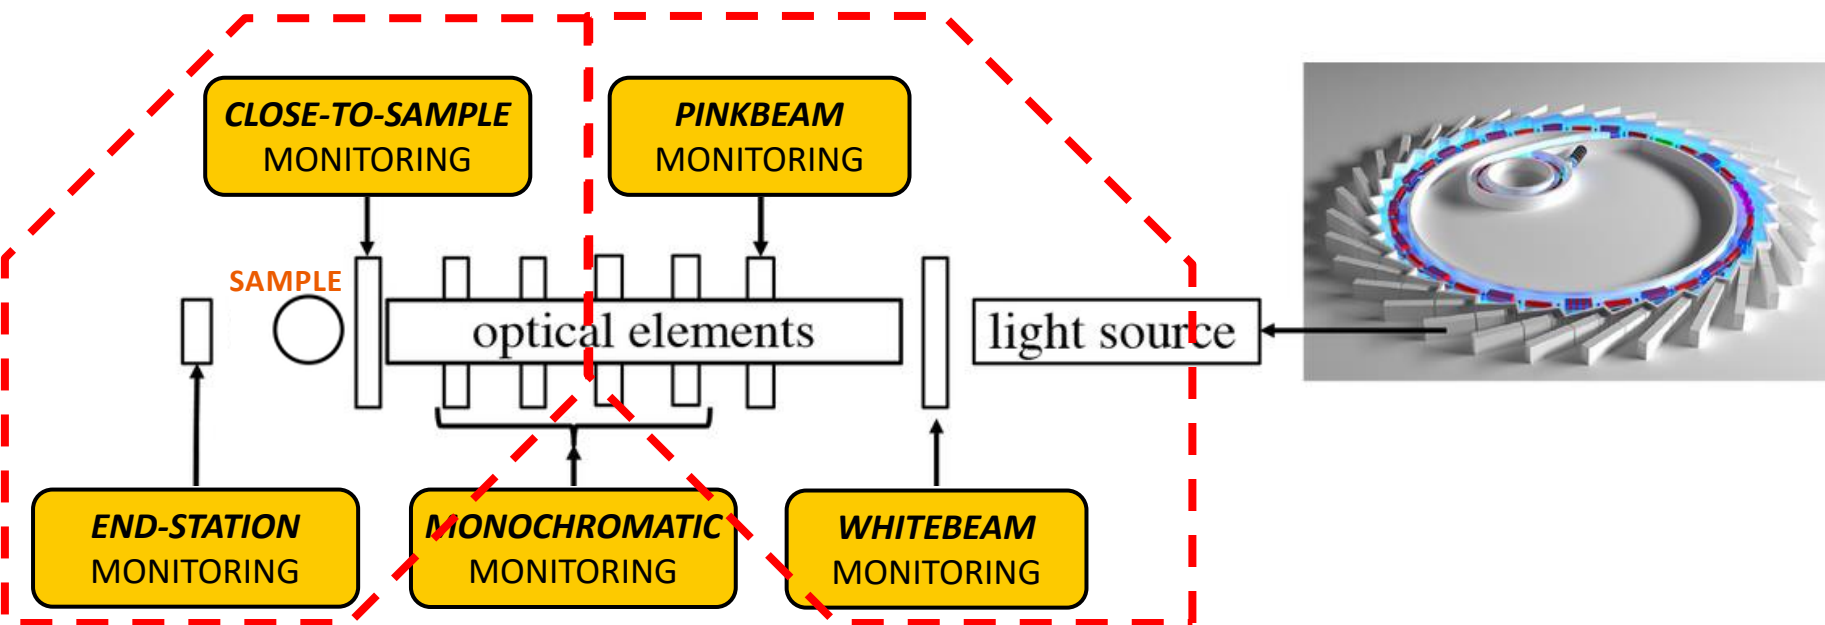 CLOSE-TO-SAMPLE
MONITORING
PINKBEAM
MONITORING
SAMPLE
optical elements
light source
END-STATION
MONITORING
MONOCHROMATIC
MONITORING
WHITEBEAM
MONITORING